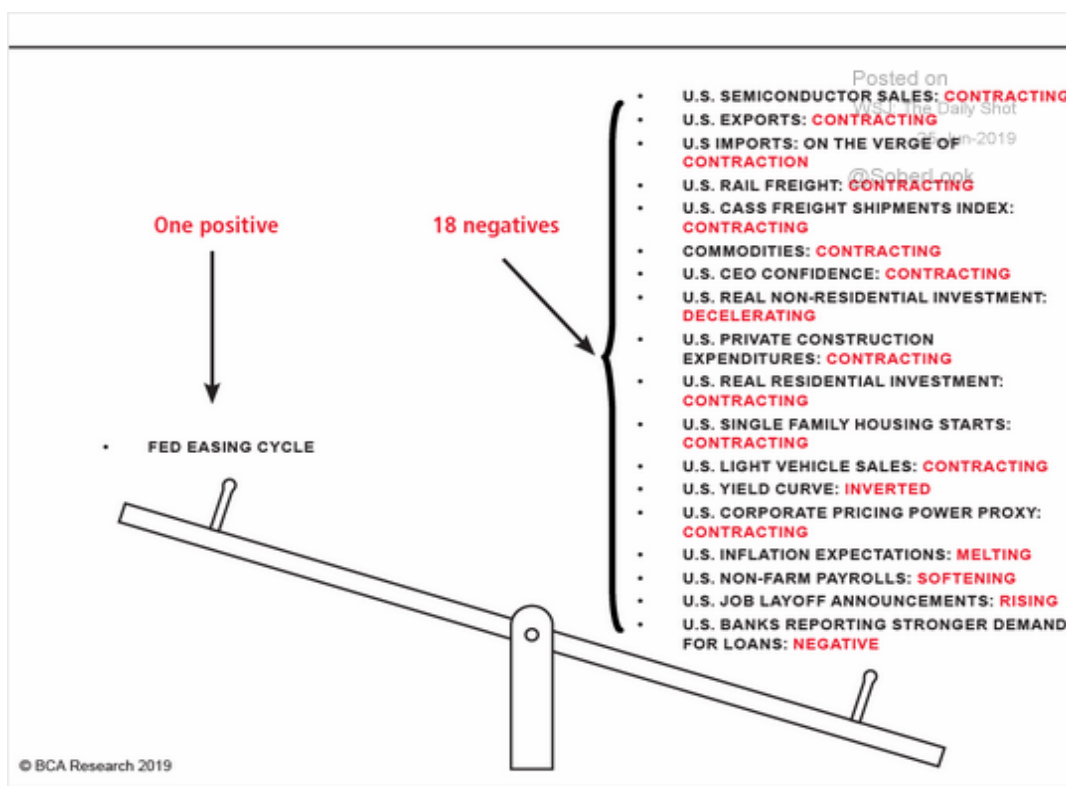 Posted on
WSJ: The Daily Shot
25-Jun-2019
@SoberLook
One positive
18 negatives
• FED EASING CYCLE
• U.S. SEMICONDUCTOR SALES: CONTRACTING
• U.S. EXPORTS: CONTRACTING
• U.S IMPORTS: ON THE VERGE OF
CONTRACTION
• U.S. RAIL FREIGHT: CONTRACTING
• U.S. CASS FREIGHT SHIPMENTS INDEX:
CONTRACTING
• COMMODITIES: CONTRACTING
• U.S. CEO CONFIDENCE: CONTRACTING
• U.S. REAL NON-RESIDENTIAL INVESTMENT:
DECELERATING
• U.S. PRIVATE CONSTRUCTION
EXPENDITURES: CONTRACTING
• U.S. REAL RESIDENTIAL INVESTMENT:
CONTRACTING
• U.S. SINGLE FAMILY HOUSING STARTS:
CONTRACTING
• U.S. LIGHT VEHICLE SALES: CONTRACTING
• U.S. YIELD CURVE: INVERTED
• U.S. CORPORATE PRICING POWER PROXY:
CONTRACTING
• U.S. INFLATION EXPECTATIONS: MELTING
• U.S. NON-FARM PAYROLLS: SOFTENING
• U.S. JOB LAYOFF ANNOUNCEMENTS: RISING
• U.S. BANKS REPORTING STRONGER DEMAND
FOR LOANS: NEGATIVE
© BCA Research 2019